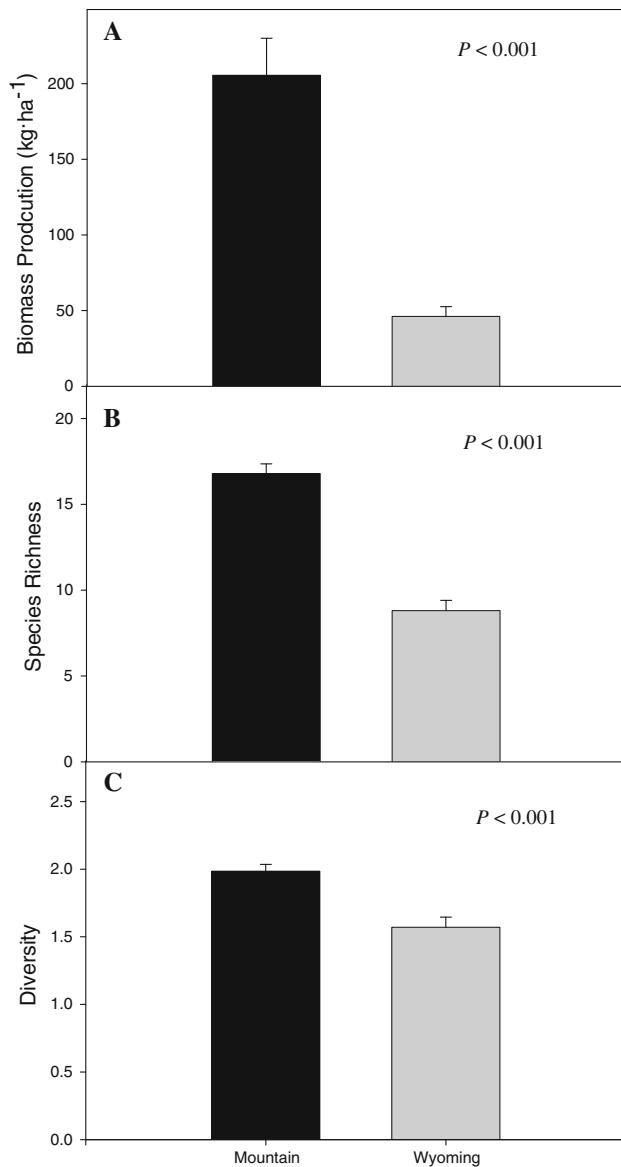 A
P < 0.001
Biomass Prodcution (kg·ha-1)
200
150
100
50
0
B
P < 0.001
Species Richness
20
15
10
5
0
C
P < 0.001
Diversity
2.5
2.0
1.5
1.0
0.5
0.0
Mountain
Wyoming